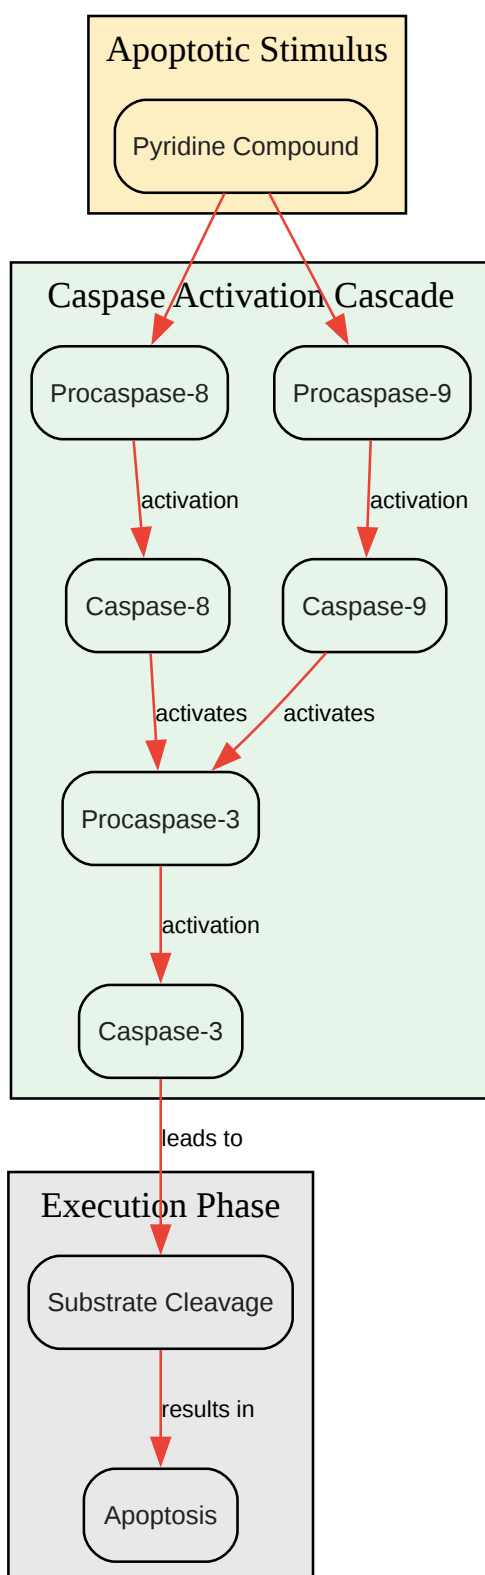 Apoptotic Stimulus
Pyridine Compound
Caspase Activation Cascade
Procaspase-8
Procaspase-9
activation
activation
Caspase-8
Caspase-9
activates
activates
Procaspase-3
activation
Caspase-3
leads to
Execution Phase
Substrate Cleavage
results in
Apoptosis